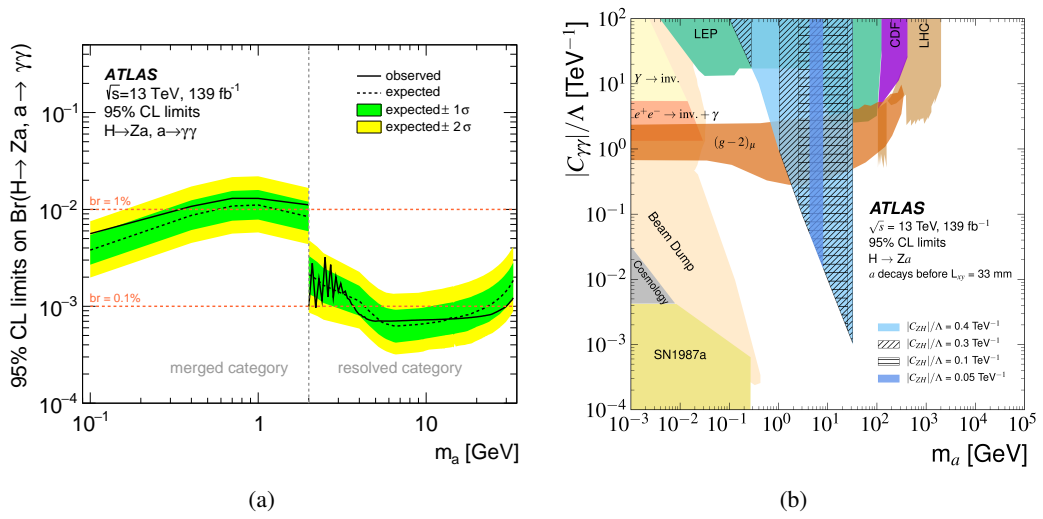 95% CL limits on Br(H→ Za, a→ γγ)
ATLAS
√s=13 TeV, 139 fb⁻¹
95% CL limits
H→Za, a→γγ
observed
expected
expected± 1σ
expected± 2σ
10⁻¹
10⁻²
10⁻³
10⁻⁴
br = 1%
br = 0.1%
merged category
resolved category
10⁻¹
1
10
mₐ [GeV]
(a)
|C_γγ|/Λ [TeV⁻¹]
10²
10¹
10⁰
10⁻¹
10⁻²
10⁻³
10⁻⁴
LEP
CDF
LHC
Υ → inv.
e⁺e⁻ → inv. + γ
(g−2)_μ
Beam Dump
Cosmology
SN1987a
ATLAS
√s = 13 TeV, 139 fb⁻¹
95% CL limits
H → Za
a decays before L_xy = 33 mm
|C_ZH|/Λ = 0.4 TeV⁻¹
|C_ZH|/Λ = 0.3 TeV⁻¹
|C_ZH|/Λ = 0.1 TeV⁻¹
|C_ZH|/Λ = 0.05 TeV⁻¹
10⁻³
10⁻²
10⁻¹
10⁰
10¹
10²
10³
10⁴
10⁵
mₐ [GeV]
(b)